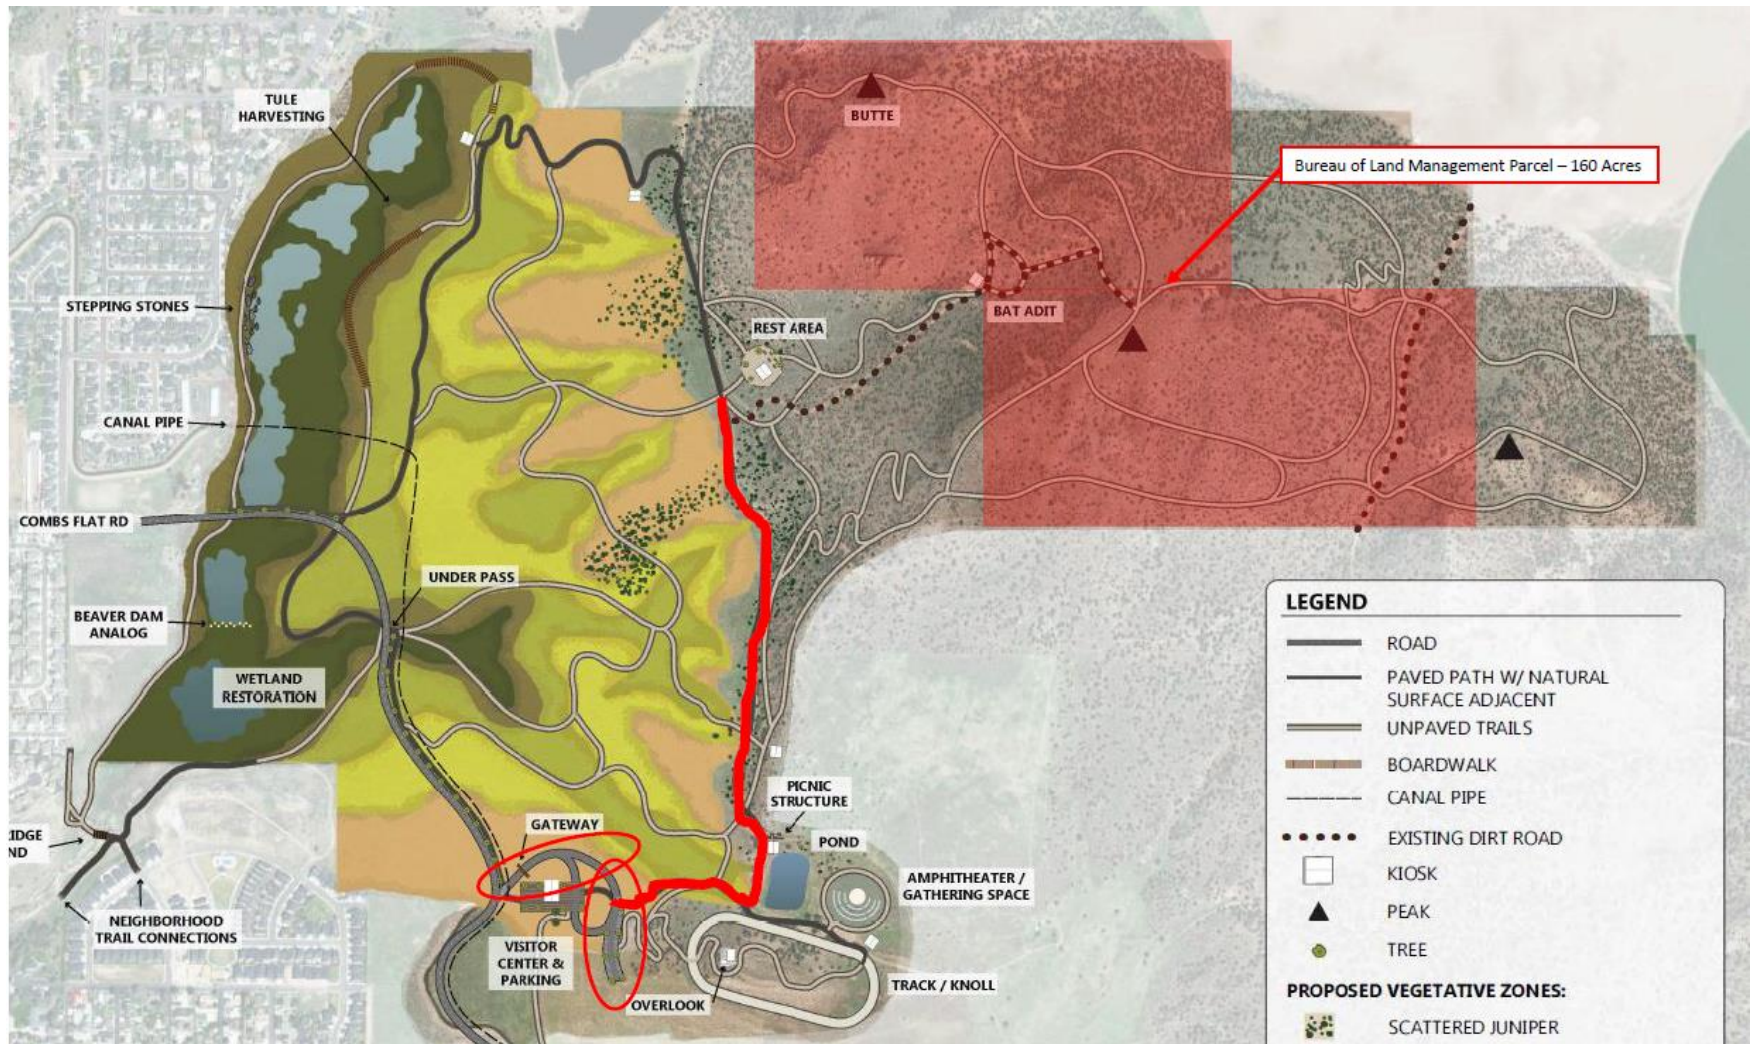 TULE
HARVESTING
BUTTE
Bureau of Land Management Parcel – 160 Acres
STEPPING STONES
BAT ADIT
REST AREA
CANAL PIPE
COMBS FLAT RD
UNDER PASS
BEAVER DAM
ANALOG
WETLAND
RESTORATION
PICNIC
STRUCTURE
GATEWAY
POND
IDGE
ND
AMPHITHEATER /
GATHERING SPACE
NEIGHBORHOOD
TRAIL CONNECTIONS
VISITOR
CENTER &
PARKING
OVERLOOK
TRACK / KNOLL
LEGEND
ROAD
PAVED PATH W/ NATURAL
SURFACE ADJACENT
UNPAVED TRAILS
BOARDWALK
CANAL PIPE
EXISTING DIRT ROAD
KIOSK
PEAK
TREE
PROPOSED VEGETATIVE ZONES:
SCATTERED JUNIPER